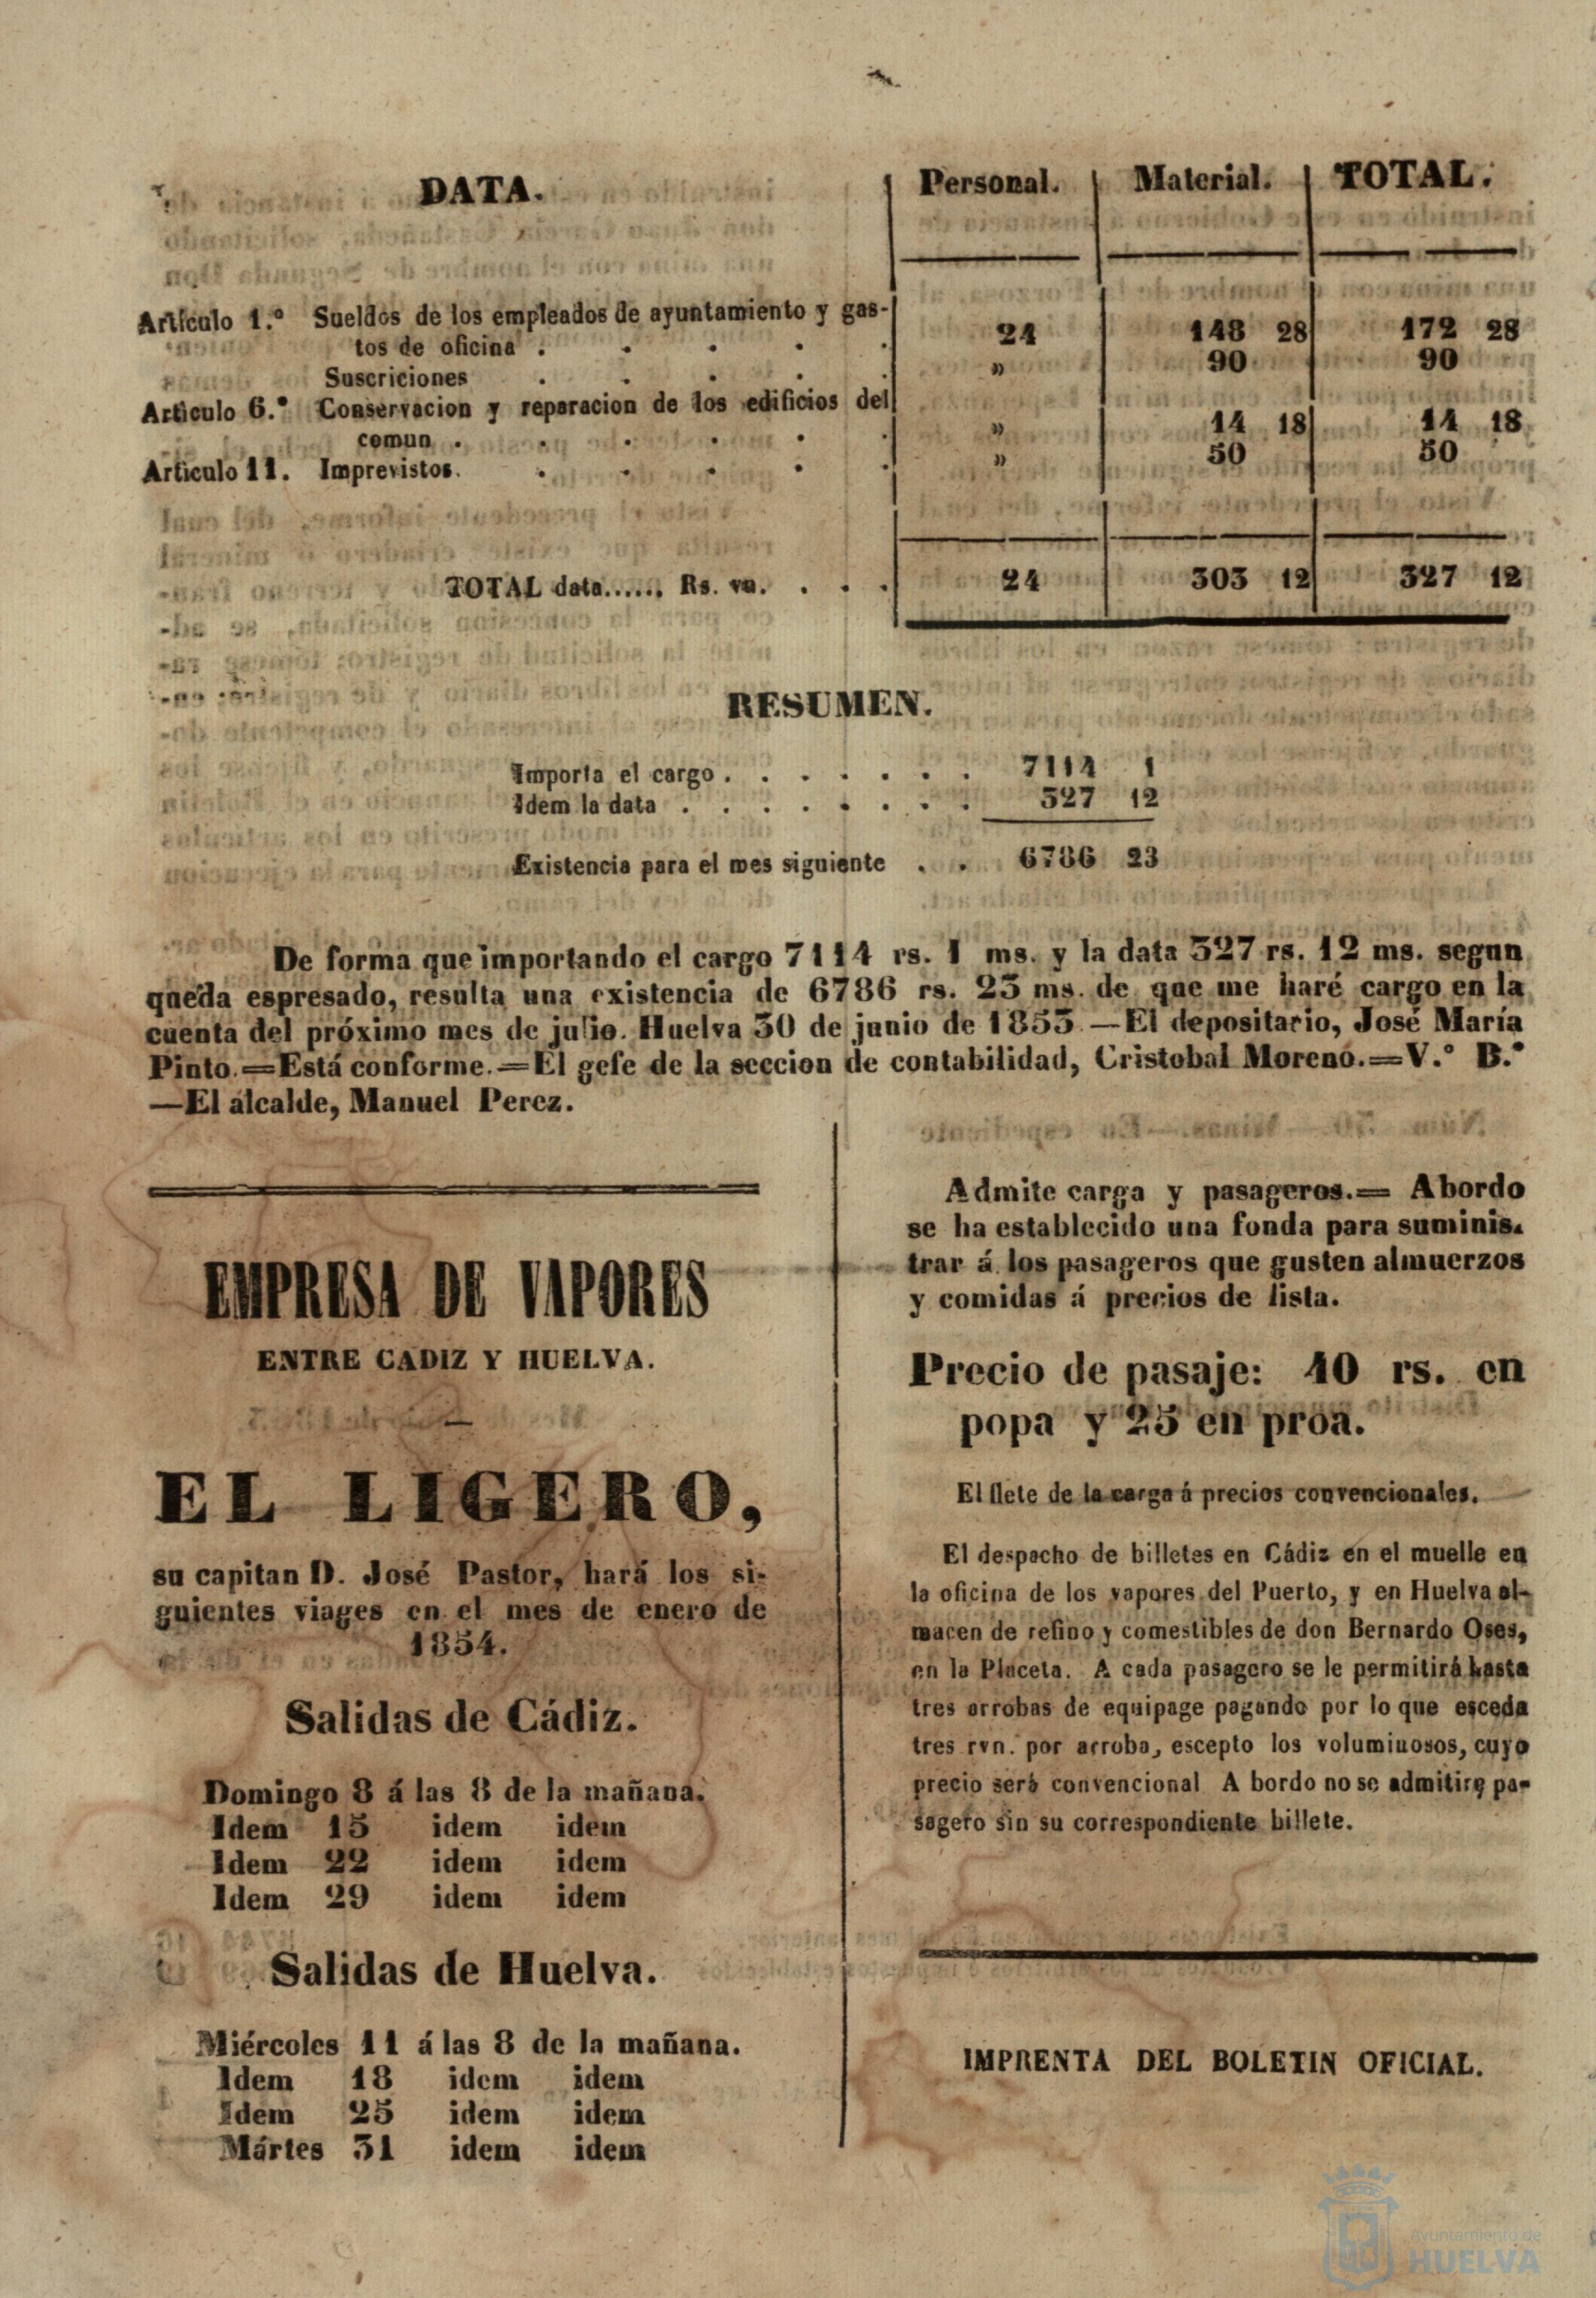 DATA. Personal. Material. TOTAL.
Artículo 1.º Sueldos de los empleados de ayuntamiento y gas-
tos de oficina . . . . . 24 148 28 172 28
Suscriciones . . . . . » 90 90
Artículo 6.º Conservacion y reparacion de los edificios del
comun . . . . . . » 14 18 14 18
Artículo 11. Imprevistos. . . . . . » 50 50
TOTAL data...... Rs. vn. . . . 24 303 12 327 12
RESUMEN.
Importa el cargo . . . . . . . 7114 1
Idem la data . . . . . . . . 327 12
Existencia para el mes siguiente . . 6786 23
De forma que importando el cargo 7114 rs. 1 ms. y la data 327 rs. 12 ms. segun
queda espresado, resulta una existencia de 6786 rs. 23 ms. de que me haré cargo en la
cuenta del próximo mes de julio. Huelva 30 de junio de 1853.—El depositario, José María
Pinto.=Está conforme.=El gefe de la seccion de contabilidad, Cristobal Moreno.=V.º B.º
—El alcalde, Manuel Perez.
EMPRESA DE VAPORES
ENTRE CADIZ Y HUELVA.
EL LIGERO,
su capitan D. José Pastor, hará los si-
guientes viages en el mes de enero de
1854.
Salidas de Cádiz.
Domingo 8 á las 8 de la mañana.
Idem 15 idem idem
Idem 22 idem idem
Idem 29 idem idem
Salidas de Huelva.
Miércoles 11 á las 8 de la mañana.
Idem 18 idem idem
Idem 25 idem idem
Mártes 31 idem idem
Admite carga y pasageros.= Abordo
se ha establecido una fonda para suminis-
trar á los pasageros que gusten almuerzos
y comidas á precios de lista.
Precio de pasaje: 40 rs. en
popa y 25 en proa.
El flete de la carga á precios convencionales.
El despacho de billetes en Cádiz en el muelle en
la oficina de los vapores del Puerto, y en Huelva al-
macen de refino y comestibles de don Bernardo Oses,
en la Placeta. A cada pasagero se le permitirá hasta
tres arrobas de equipage pagando por lo que esceda
tres rvn. por arroba, escepto los voluminosos, cuyo
precio será convencional A bordo no se admitire pa-
sagero sin su correspondiente billete.
IMPRENTA DEL BOLETIN OFICIAL.
Ayuntamiento de
HUELVA